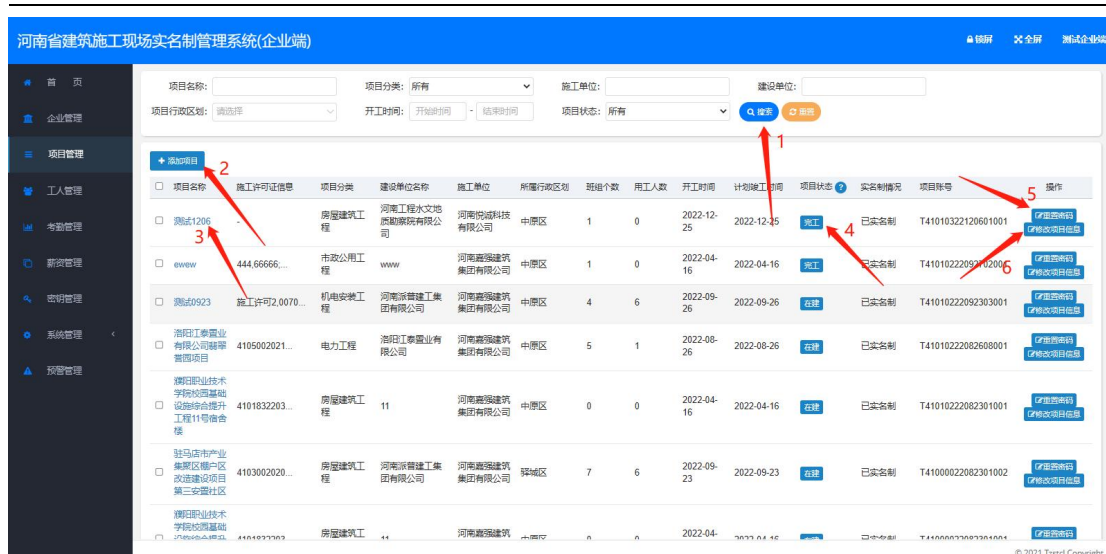 河南省建筑施工现场实名制管理系统(企业端)
锁屏 全屏 测试企业端
首 页
企业管理
项目管理
工人管理
考勤管理
薪资管理
密钥管理
系统管理
预警管理
项目名称: 项目分类: 所有 施工单位: 建设单位:
项目行政区划: 请选择 开工时间: 开始时间 - 结束时间 项目状态: 所有 搜索 重置
1
+ 添加项目 2
项目名称 施工许可证信息 项目分类 建设单位名称 施工单位 所属行政区划 班组个数 用工人数 开工时间 计划竣工时间 项目状态 ? 实名制情况 项目账号 操作
测试1206 - 房屋建筑工程 河南工程水文地质勘察院有限公司 河南悦诚科技有限公司 中原区 1 0 2022-12-25 2022-12-25 完工 已实名制 T41010322120601001 重置密码 修改项目信息
3 4 5 6
ewew 444,66666;... 市政公用工程 www 河南嘉强建筑集团有限公司 中原区 1 0 2022-04-16 2022-04-16 完工 已实名制 重置密码 修改项目信息
测试0923 施工许可2,0070... 机电安装工程 河南派普建工集团有限公司 河南嘉强建筑集团有限公司 中原区 4 6 2022-09-26 2022-09-26 在建 已实名制 T41010222092303001 重置密码 修改项目信息
洛阳江泰置业有限公司翡翠誉园项目 4105002021... 电力工程 洛阳江泰置业有限公司 河南嘉强建筑集团有限公司 中原区 5 1 2022-08-26 2022-08-26 在建 已实名制 T41010222082608001 重置密码 修改项目信息
濮阳职业技术学院校园基础设施综合提升工程11号宿舍楼 4101832203... 房屋建筑工程 11 河南嘉强建筑集团有限公司 中原区 0 0 2022-04-16 2022-04-16 在建 已实名制 T41010222082301001 重置密码 修改项目信息
驻马店市产业集聚区棚户区改造建设项目第三安置社区 4103002020... 房屋建筑工程 河南派普建工集团有限公司 河南嘉强建筑集团有限公司 驿城区 7 6 2022-09-23 2022-09-23 在建 已实名制 T41000022082301002 重置密码 修改项目信息
濮阳职业技术学院校园基础 房屋建筑工 河南嘉强建筑 2022-04- 重置密码